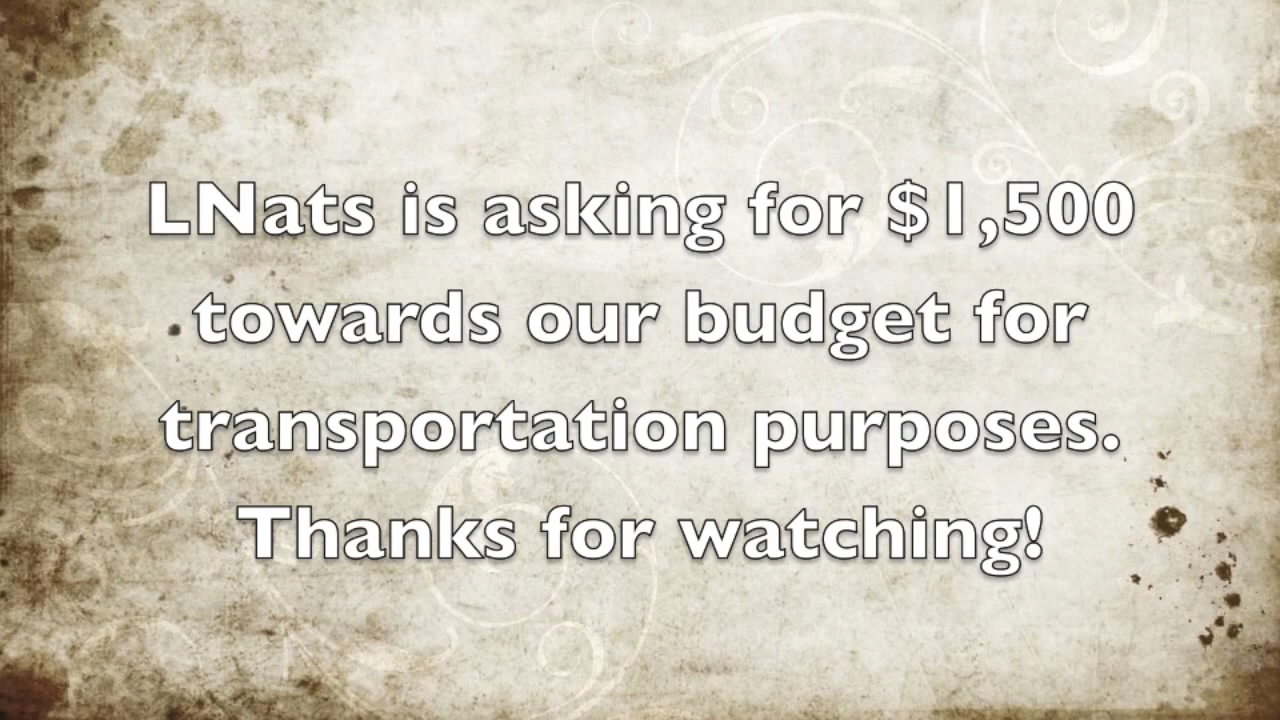 LNats is asking for $1,500
towards our budget for
transportation purposes.
Thanks for watching!